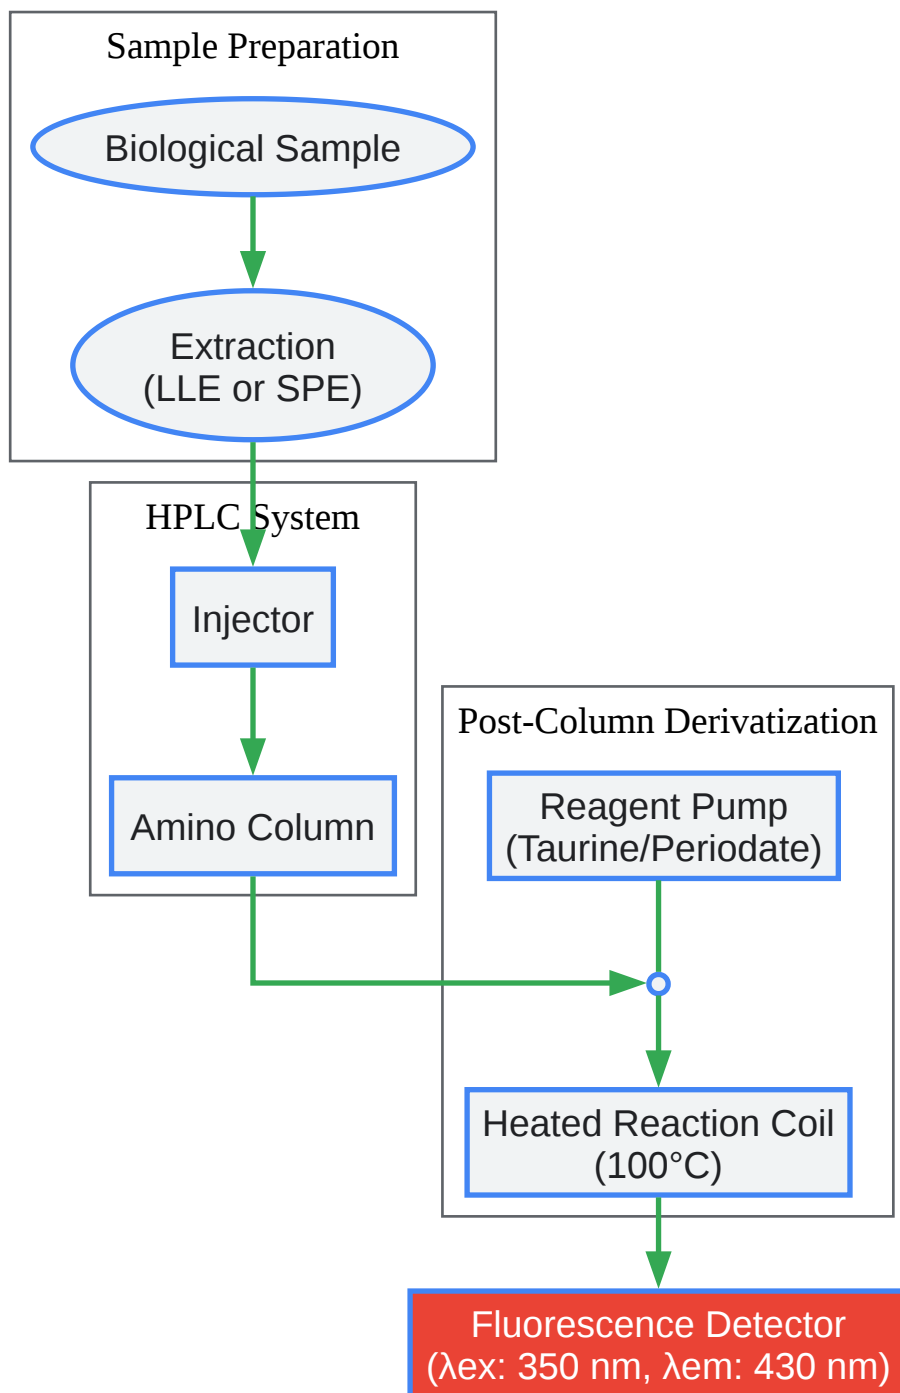 Sample Preparation
Biological Sample
Extraction
(LLE or SPE)
HPLC System
Injector
Amino Column
Post-Column Derivatization
Reagent Pump
(Taurine/Periodate)
Heated Reaction Coil
(100°C)
Fluorescence Detector
(λex: 350 nm, λem: 430 nm)